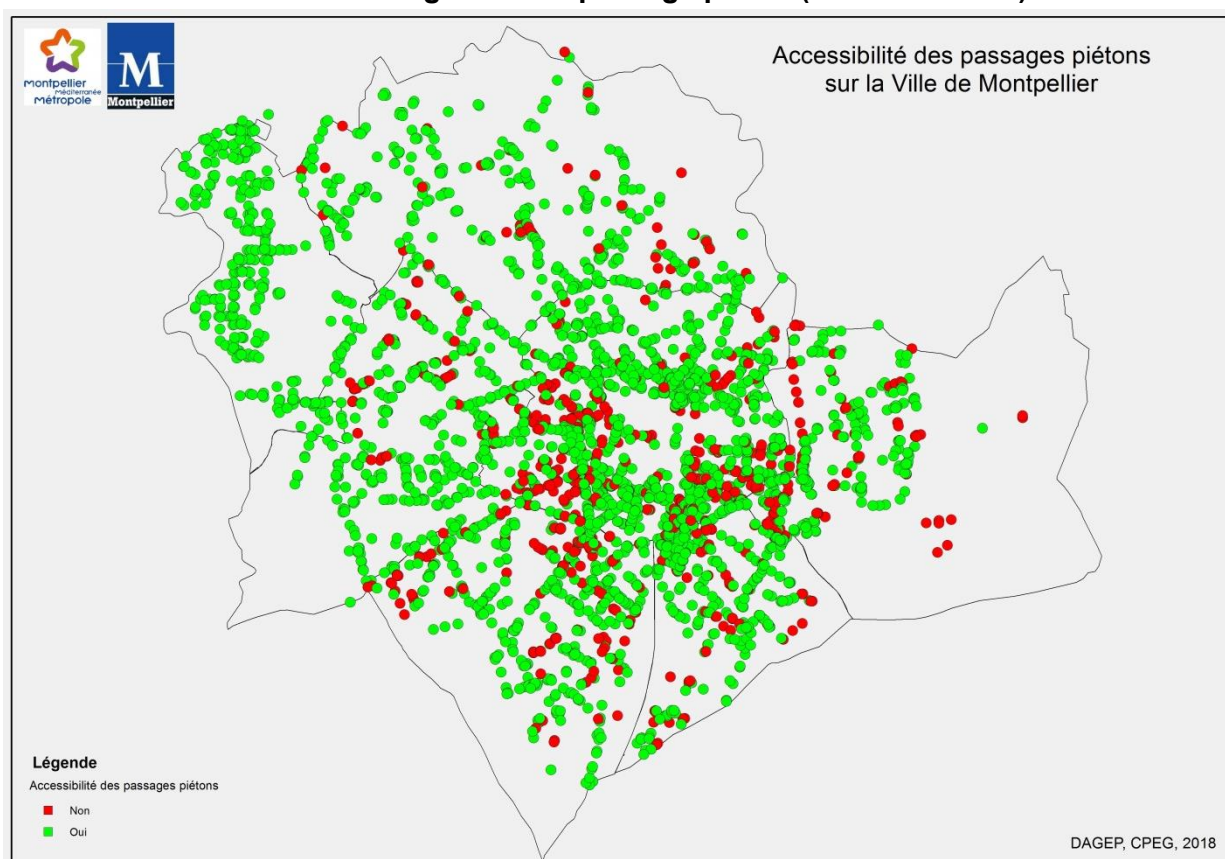 montpellier
Méditerranée
métropole
M
Montpellier
Accessibilité des passages piétons
sur la Ville de Montpellier
Légende
Accessibilité des passages piétons
Non
Oui
DAGEP, CPEG, 2018